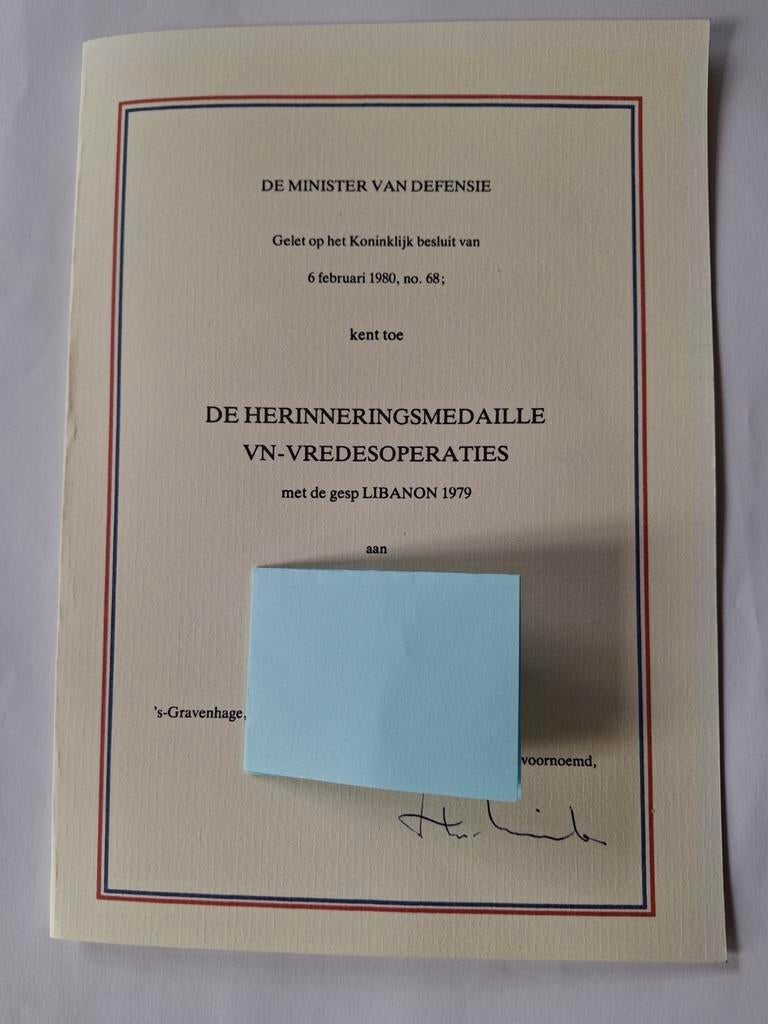 DE MINISTER VAN DEFENSIE
Gelet op het Koninklijk besluit van
6 februari 1980, no. 68;
kent toe
DE HERINNERINGSMEDAILLE
VN-VREDESOPERATIES
met de gesp LIBANON 1979
aan
's-Gravenhage,
voornoemd,